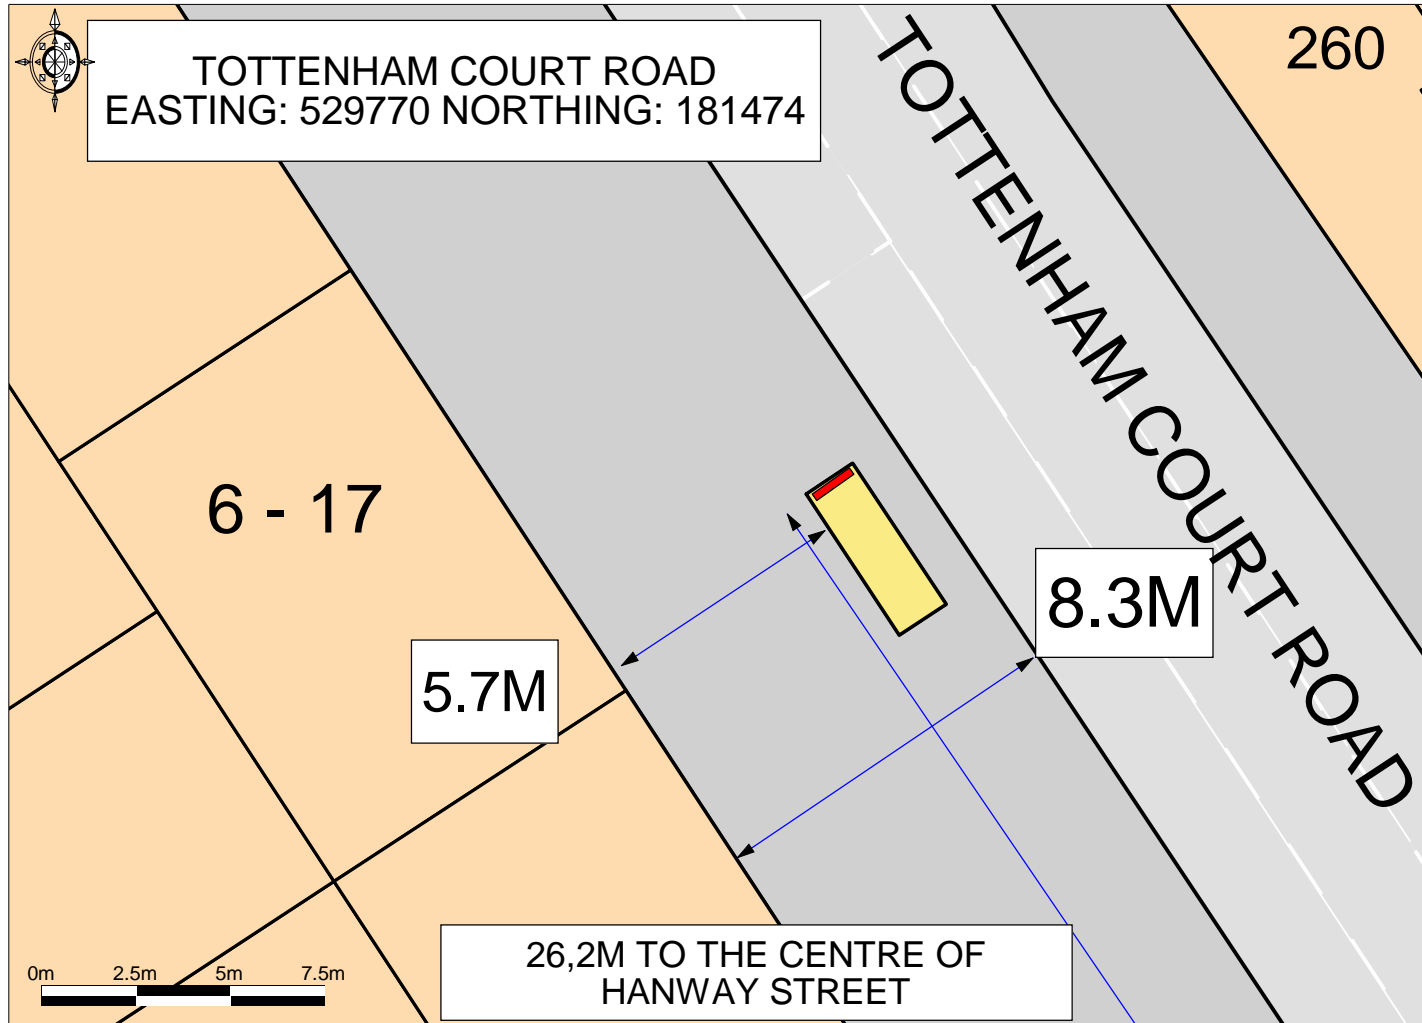 TOTTENHAM COURT ROAD
EASTING: 529770 NORTHING: 181474
260
TOTTENHAM COURT ROAD
6 - 17
8.3M
5.7M
26,2M TO THE CENTRE OF
HANWAY STREET
0m 2.5m 5m 7.5m